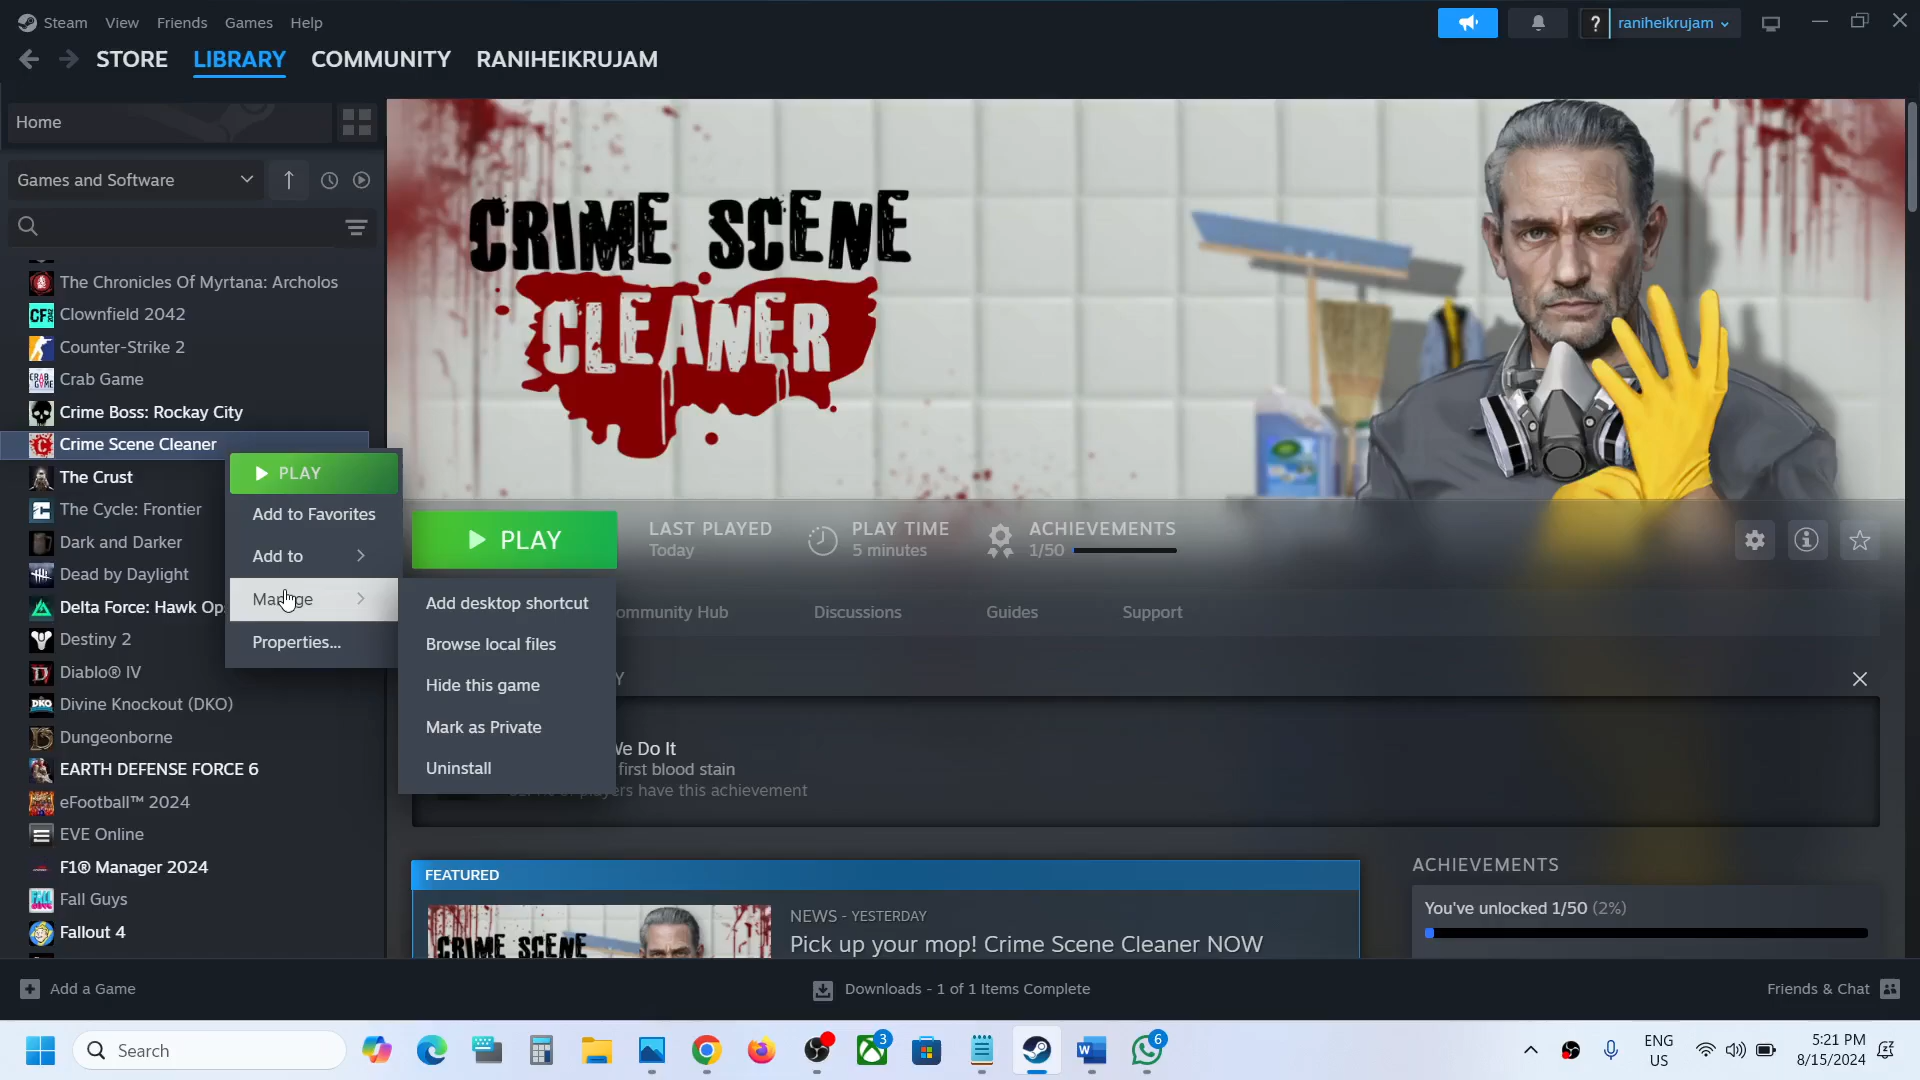 Steam View Friends Games Help
raniheikrujam
STORE LIBRARY COMMUNITY RANIHEIKRUJAM
Home
Games and Software
The Chronicles Of Myrtana: Archolos
Clownfield 2042
Counter-Strike 2
Crab Game
Crime Boss: Rockay City
Crime Scene Cleaner
The Crust
The Cycle: Frontier
Dark and Darker
Dead by Daylight
Delta Force: Hawk Op
Destiny 2
Diablo® IV
Divine Knockout (DKO)
Dungeonborne
EARTH DEFENSE FORCE 6
eFootball™ 2024
EVE Online
F1® Manager 2024
Fall Guys
Fallout 4
PLAY
Add to Favorites
Add to
Manage
Properties...
Add desktop shortcut
Browse local files
Hide this game
Mark as Private
Uninstall
CRIME SCENE
CLEANER
PLAY
LAST PLAYED
Today
PLAY TIME
5 minutes
ACHIEVEMENTS
1/50
ommunity Hub Discussions Guides Support
Y
We Do It
first blood stain
players have this achievement
FEATURED
CRIME SCENE
NEWS - YESTERDAY
Pick up your mop! Crime Scene Cleaner NOW
ACHIEVEMENTS
You've unlocked 1/50 (2%)
Add a Game
Downloads - 1 of 1 Items Complete
Friends & Chat
Search
3
6
ENG
US
5:21 PM
8/15/2024